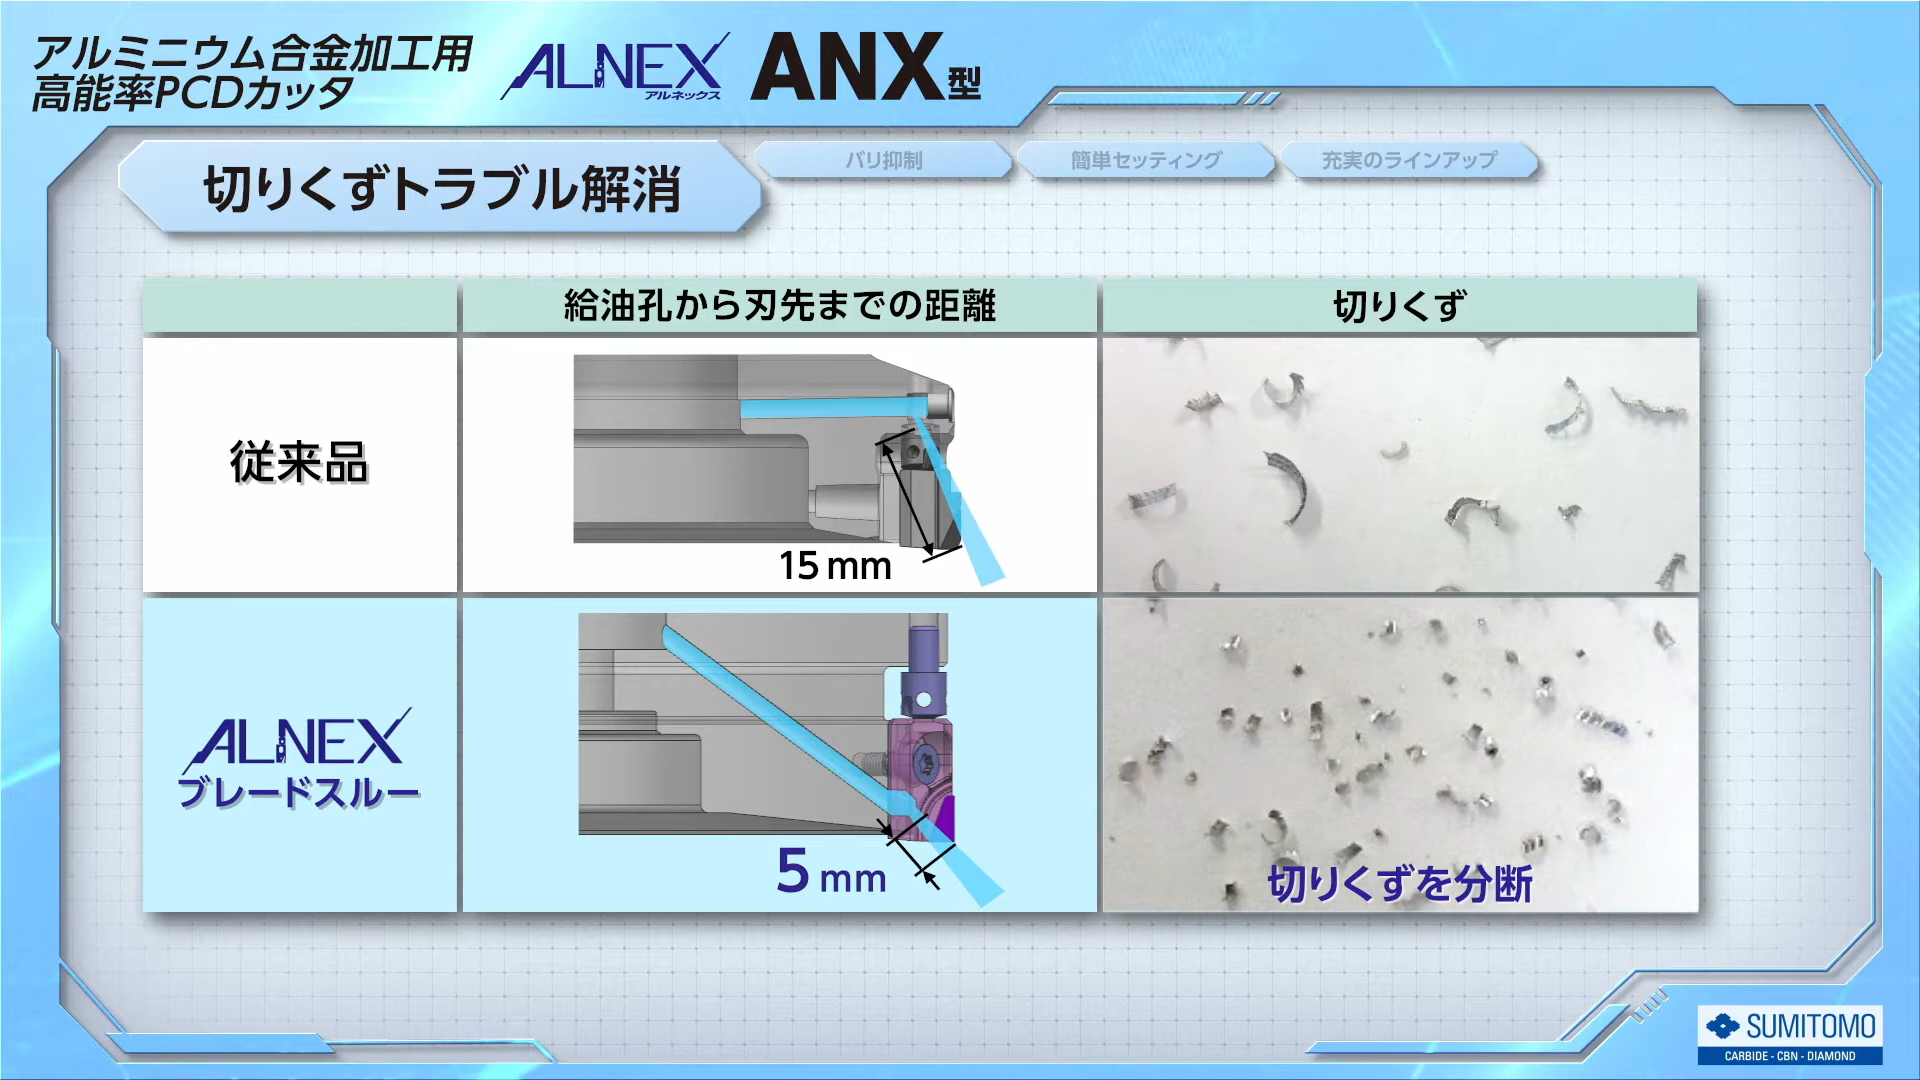 アルミニウム合金加工用
高能率PCDカッタ
ALNEX
アルネックス
ANX型
切りくずトラブル解消
バリ抑制
簡単セッティング
充実のラインアップ
給油孔から刃先までの距離
切りくず
従来品
15 mm
ALNEX
ブレードスルー
5 mm
切りくずを分断
SUMITOMO
CARBIDE - CBN - DIAMOND